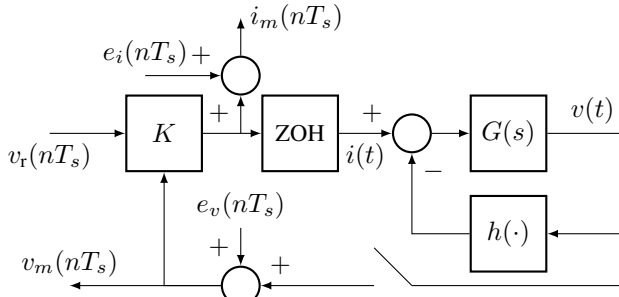 i_m(nT_s)
e_i(nT_s) +
+ K ZOH + G(s) v(t)
v_r(nT_s) i(t) −
e_v(nT_s) h(·)
v_m(nT_s) + +